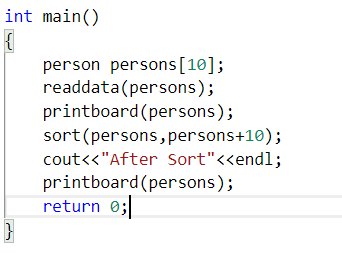 int main()
{
    person persons[10];
    readdata(persons);
    printboard(persons);
    sort(persons,persons+10);
    cout<<"After Sort"<<endl;
    printboard(persons);
    return 0;
}